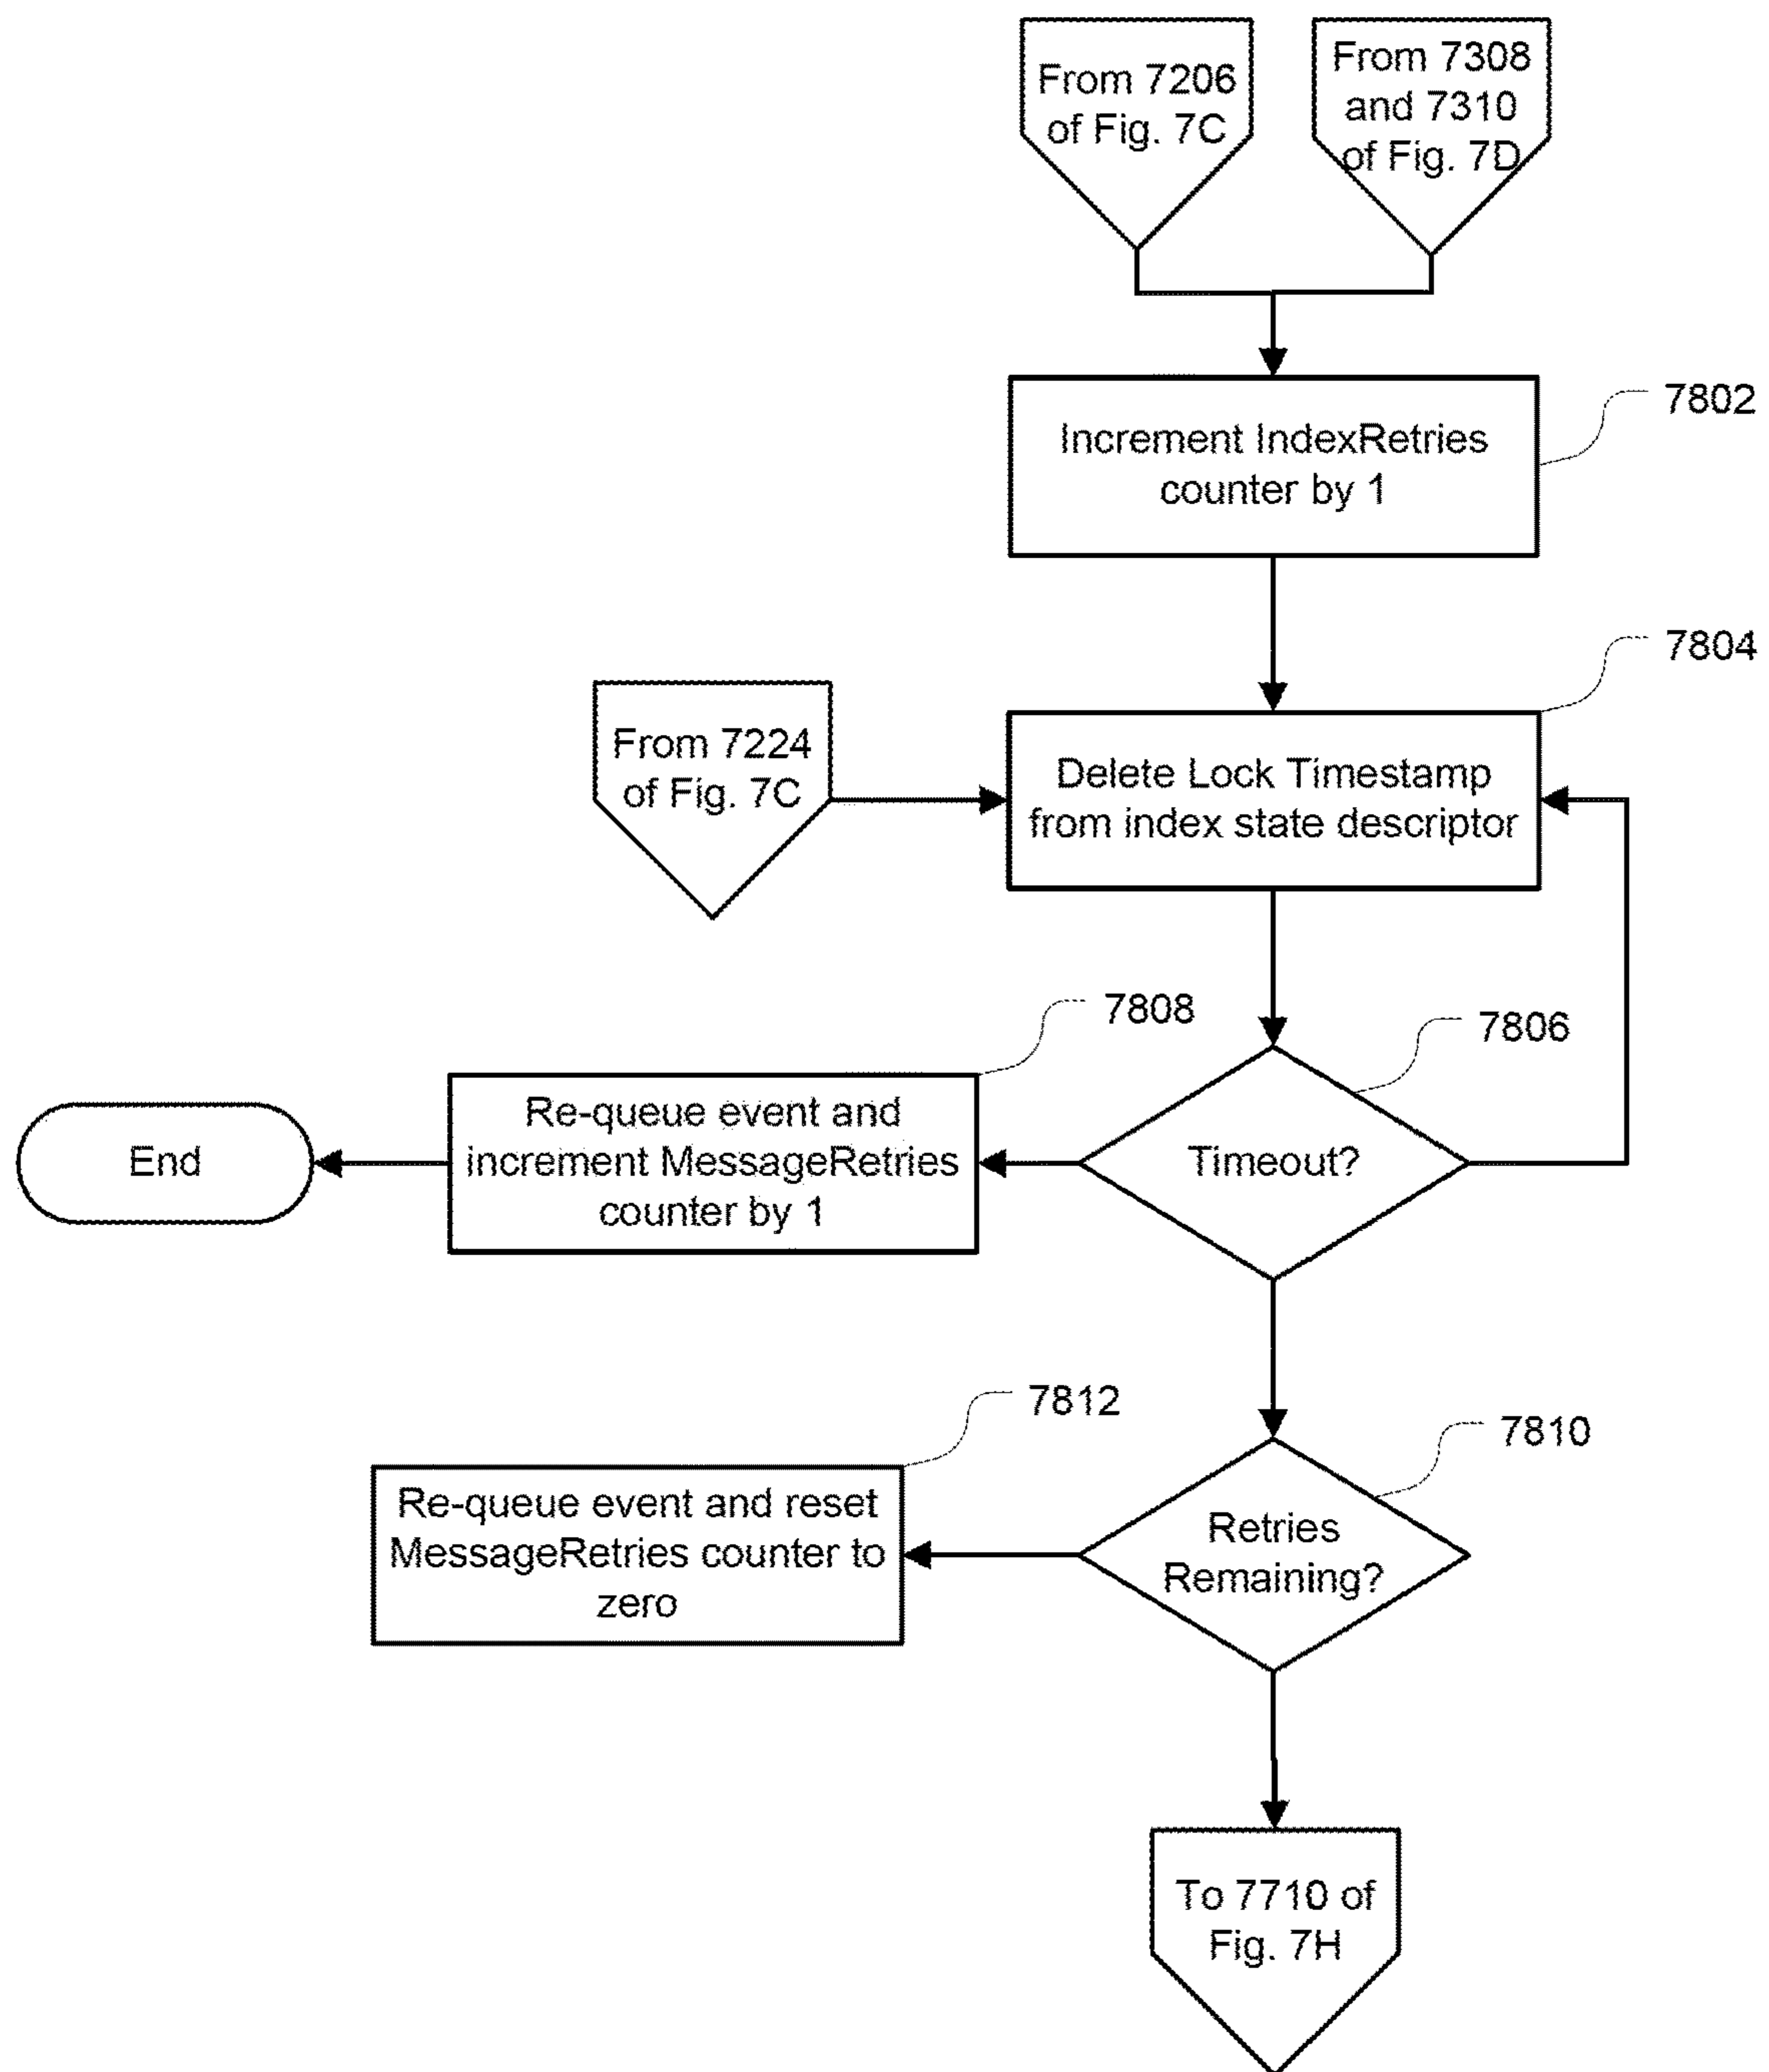 From 7206
of Fig. 7C
From 7308
and 7310
of Fig. 7D
Increment IndexRetries
counter by 1
7802
7804
From 7224
of Fig. 7C
Delete Lock Timestamp
from index state descriptor
7808
7806
End
Re-queue event and
increment MessageRetries
counter by 1
Timeout?
7812
7810
Re-queue event and reset
MessageRetries counter to
zero
Retries
Remaining?
To 7710 of
Fig. 7H